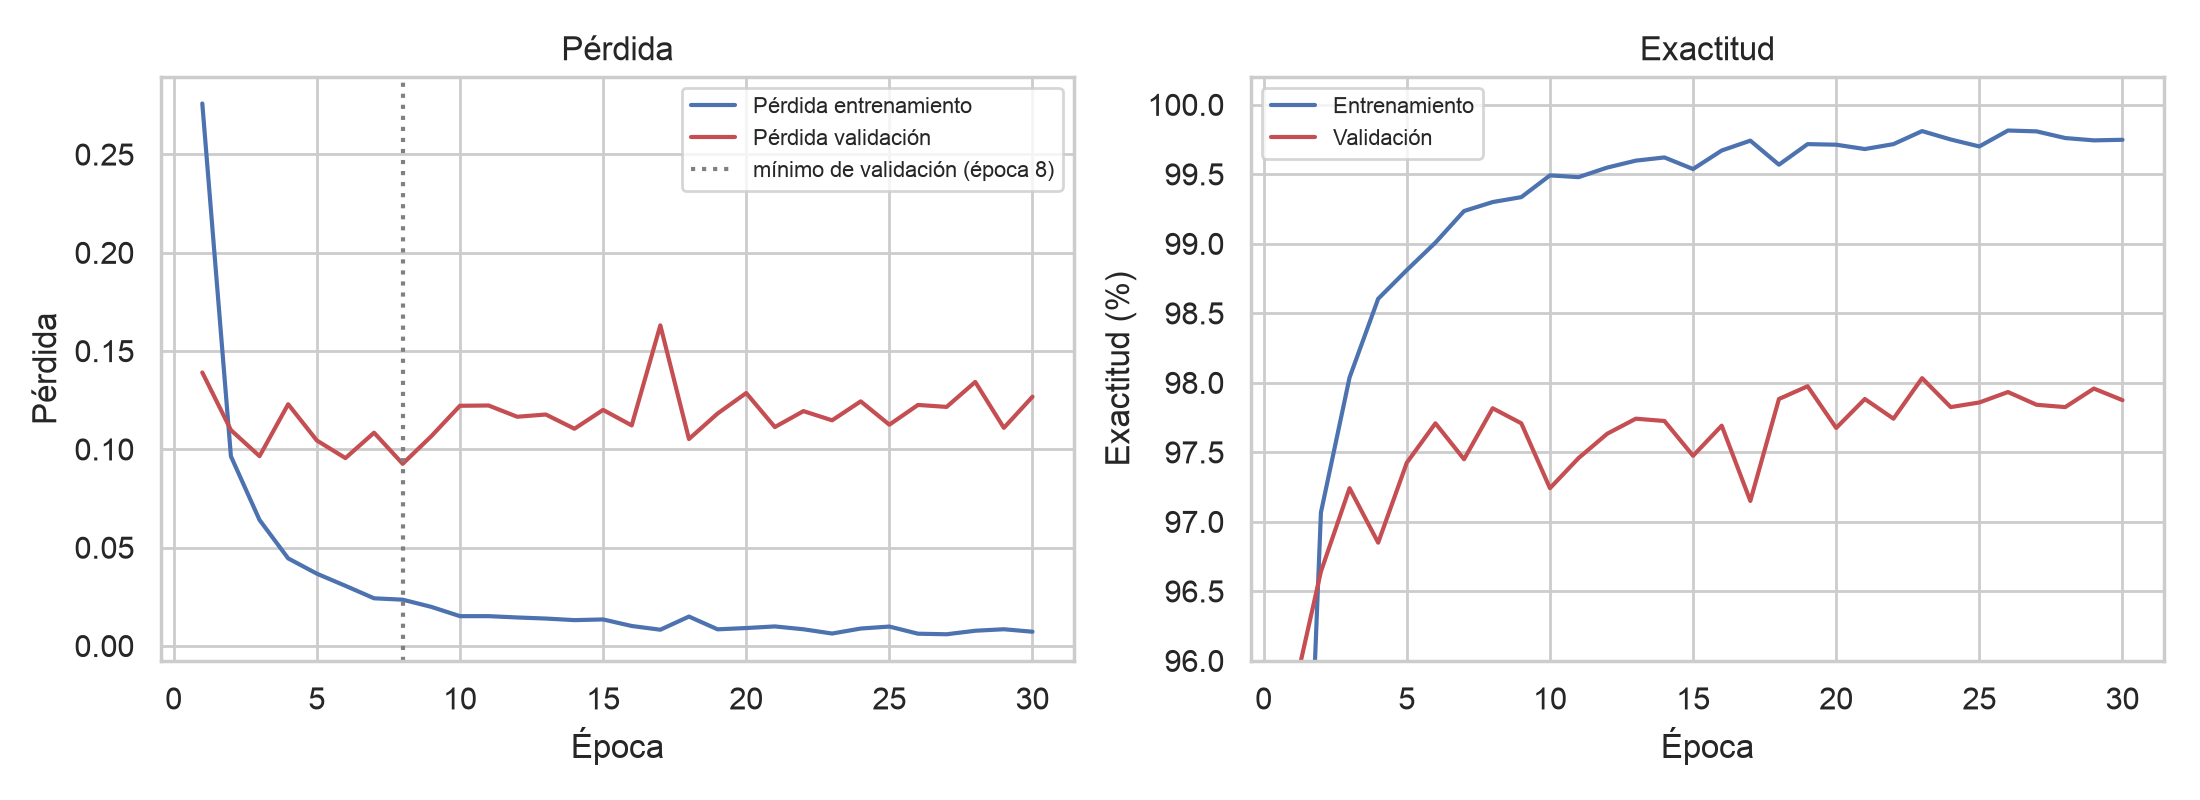 Pérdida
Pérdida entrenamiento
Pérdida validación
mínimo de validación (época 8)
0.25
0.20
0.15
0.10
0.05
0.00
Pérdida
0 5 10 15 20 25 30
Época
Exactitud
Entrenamiento
Validación
100.0
99.5
99.0
98.5
98.0
97.5
97.0
96.5
96.0
Exactitud (%)
0 5 10 15 20 25 30
Época